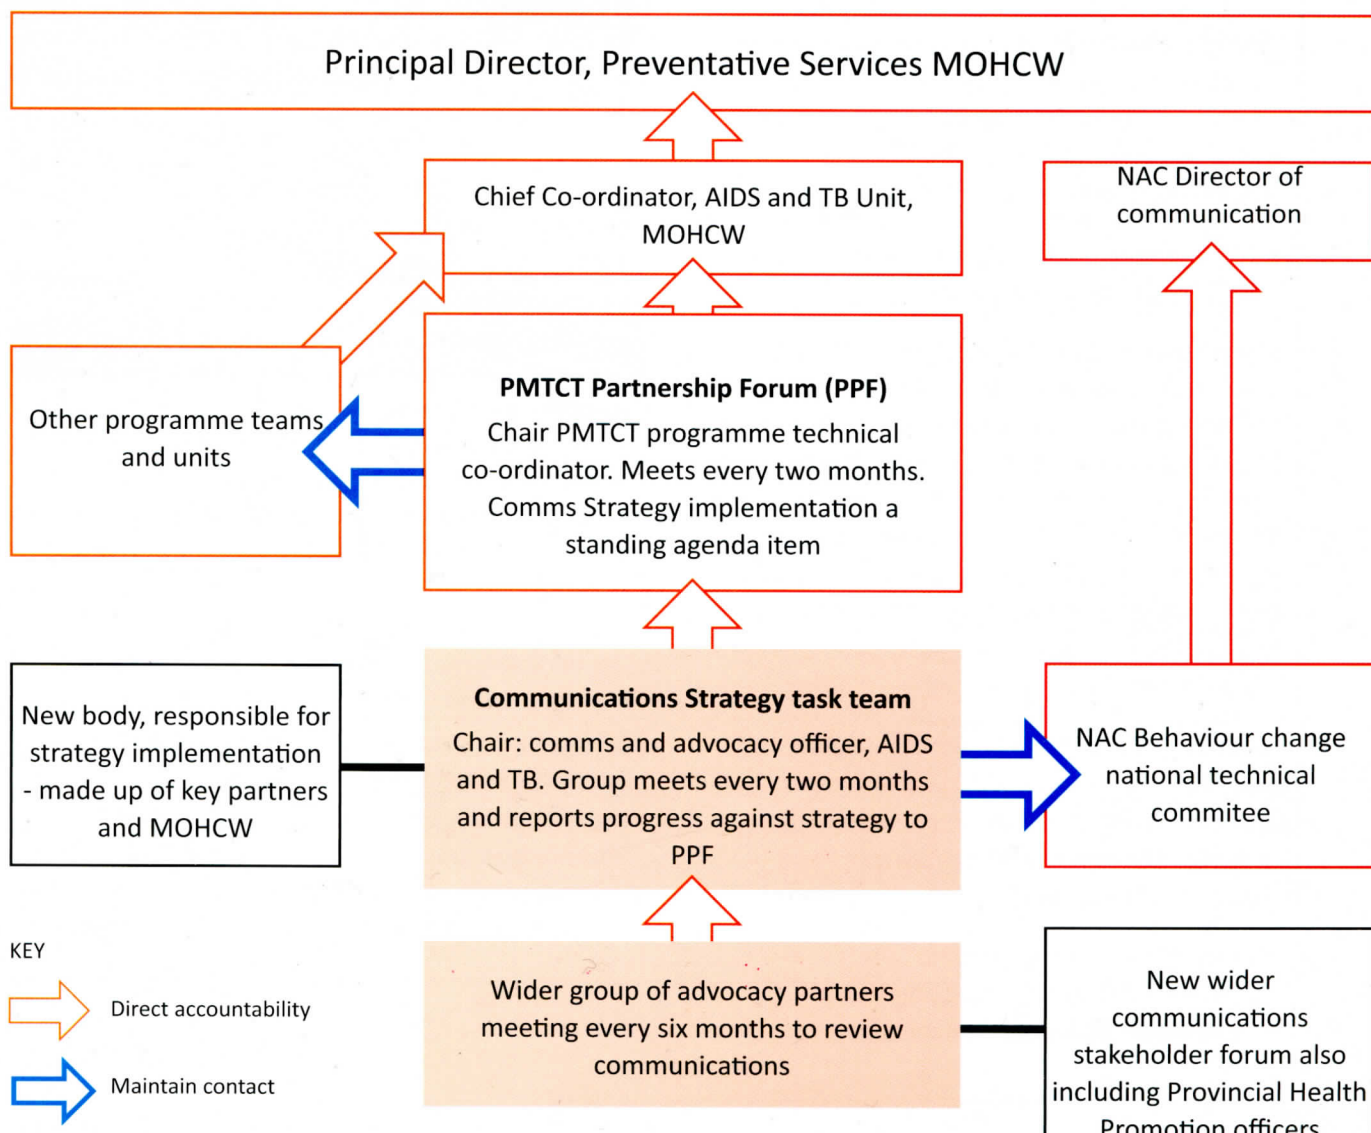 Principal Director, Preventative Services MOHCW
Chief Co-ordinator, AIDS and TB Unit,
MOHCW
NAC Director of
communication
Other programme teams
and units
PMTCT Partnership Forum (PPF)
Chair PMTCT programme technical
co-ordinator. Meets every two months.
Comms Strategy implementation a
standing agenda item
New body, responsible for
strategy implementation
- made up of key partners
and MOHCW
Communications Strategy task team
Chair: comms and advocacy officer, AIDS
and TB. Group meets every two months
and reports progress against strategy to
PPF
NAC Behaviour change
national technical
commitee
KEY
Direct accountability
Maintain contact
Wider group of advocacy partners
meeting every six months to review
communications
New wider
communications
stakeholder forum also
including Provincial Health
Promotion officers